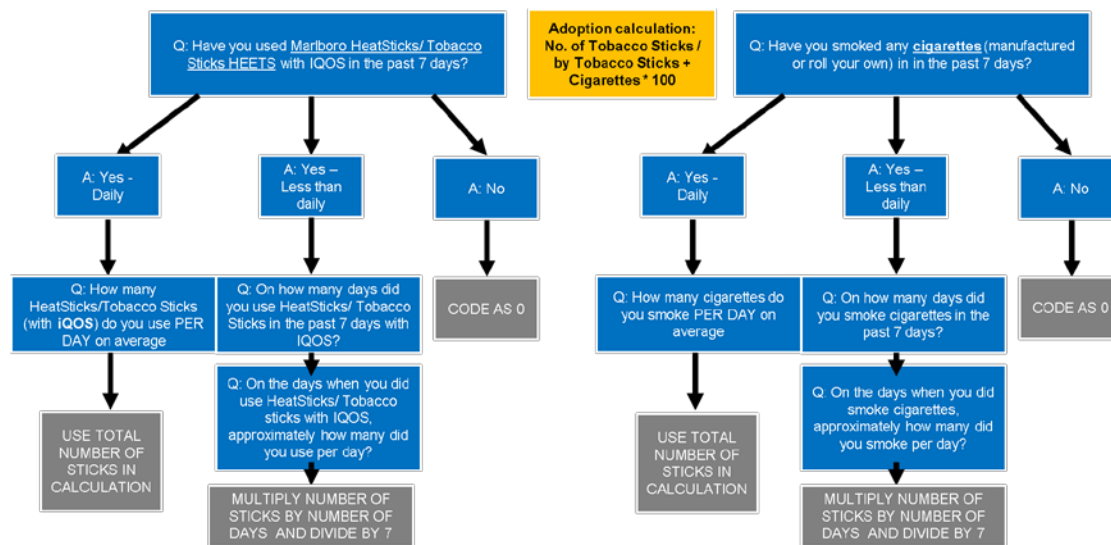 Q: Have you used Marlboro HeatSticks/ Tobacco
Sticks HEETS with IQOS in the past 7 days?
Adoption calculation:
No. of Tobacco Sticks /
by Tobacco Sticks +
Cigarettes * 100
Q: Have you smoked any cigarettes (manufactured
or roll your own) in in the past 7 days?
A: Yes -
Daily
A: Yes –
Less than
daily
A: No
A: Yes -
Daily
A: Yes –
Less than
daily
A: No
Q: How many
HeatSticks/Tobacco Sticks
(with iQOS) do you use PER
DAY on average
Q: On how many days did
you use HeatSticks/ Tobacco
Sticks in the past 7 days with
IQOS?
CODE AS 0
Q: How many cigarettes do
you smoke PER DAY on
average
Q: On how many days did
you smoke cigarettes in the
past 7 days?
CODE AS 0
USE TOTAL
NUMBER OF
STICKS IN
CALCULATION
Q: On the days when you did
use HeatSticks/ Tobacco
sticks with IQOS,
approximately how many did
you use per day?
USE TOTAL
NUMBER OF
STICKS IN
CALCULATION
Q. On the days when you did
smoke cigarettes,
approximately how many did
you smoke per day?
MULTIPLY NUMBER OF
STICKS BY NUMBER OF
DAYS AND DIVIDE BY 7
MULTIPLY NUMBER OF
STICKS BY NUMBER OF
DAYS AND DIVIDE BY 7